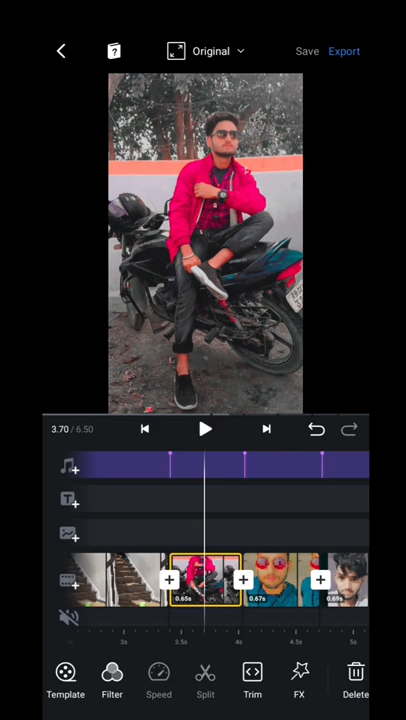 Original
Save
Export
3.70 / 6.50
0.65s
0.67s
0.69s
3s
3.5s
4s
4.5s
5s
Template
Filter
Speed
Split
Trim
FX
Delete